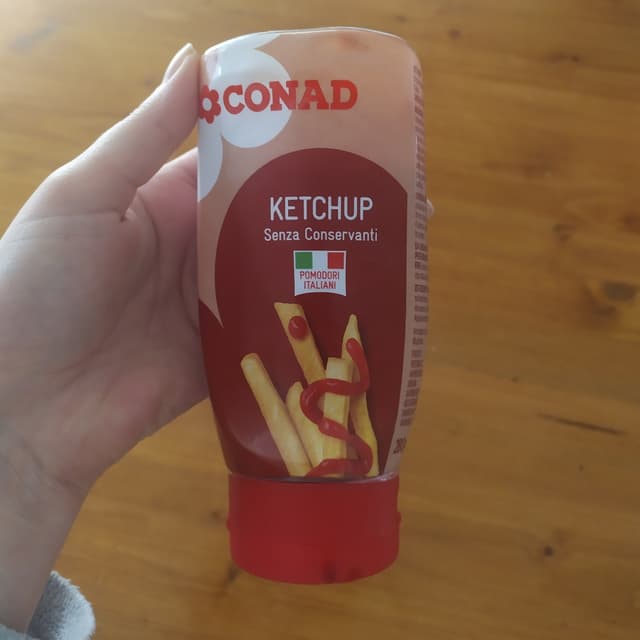 CONAD
KETCHUP
Senza Conservanti
POMODORI
ITALIANI